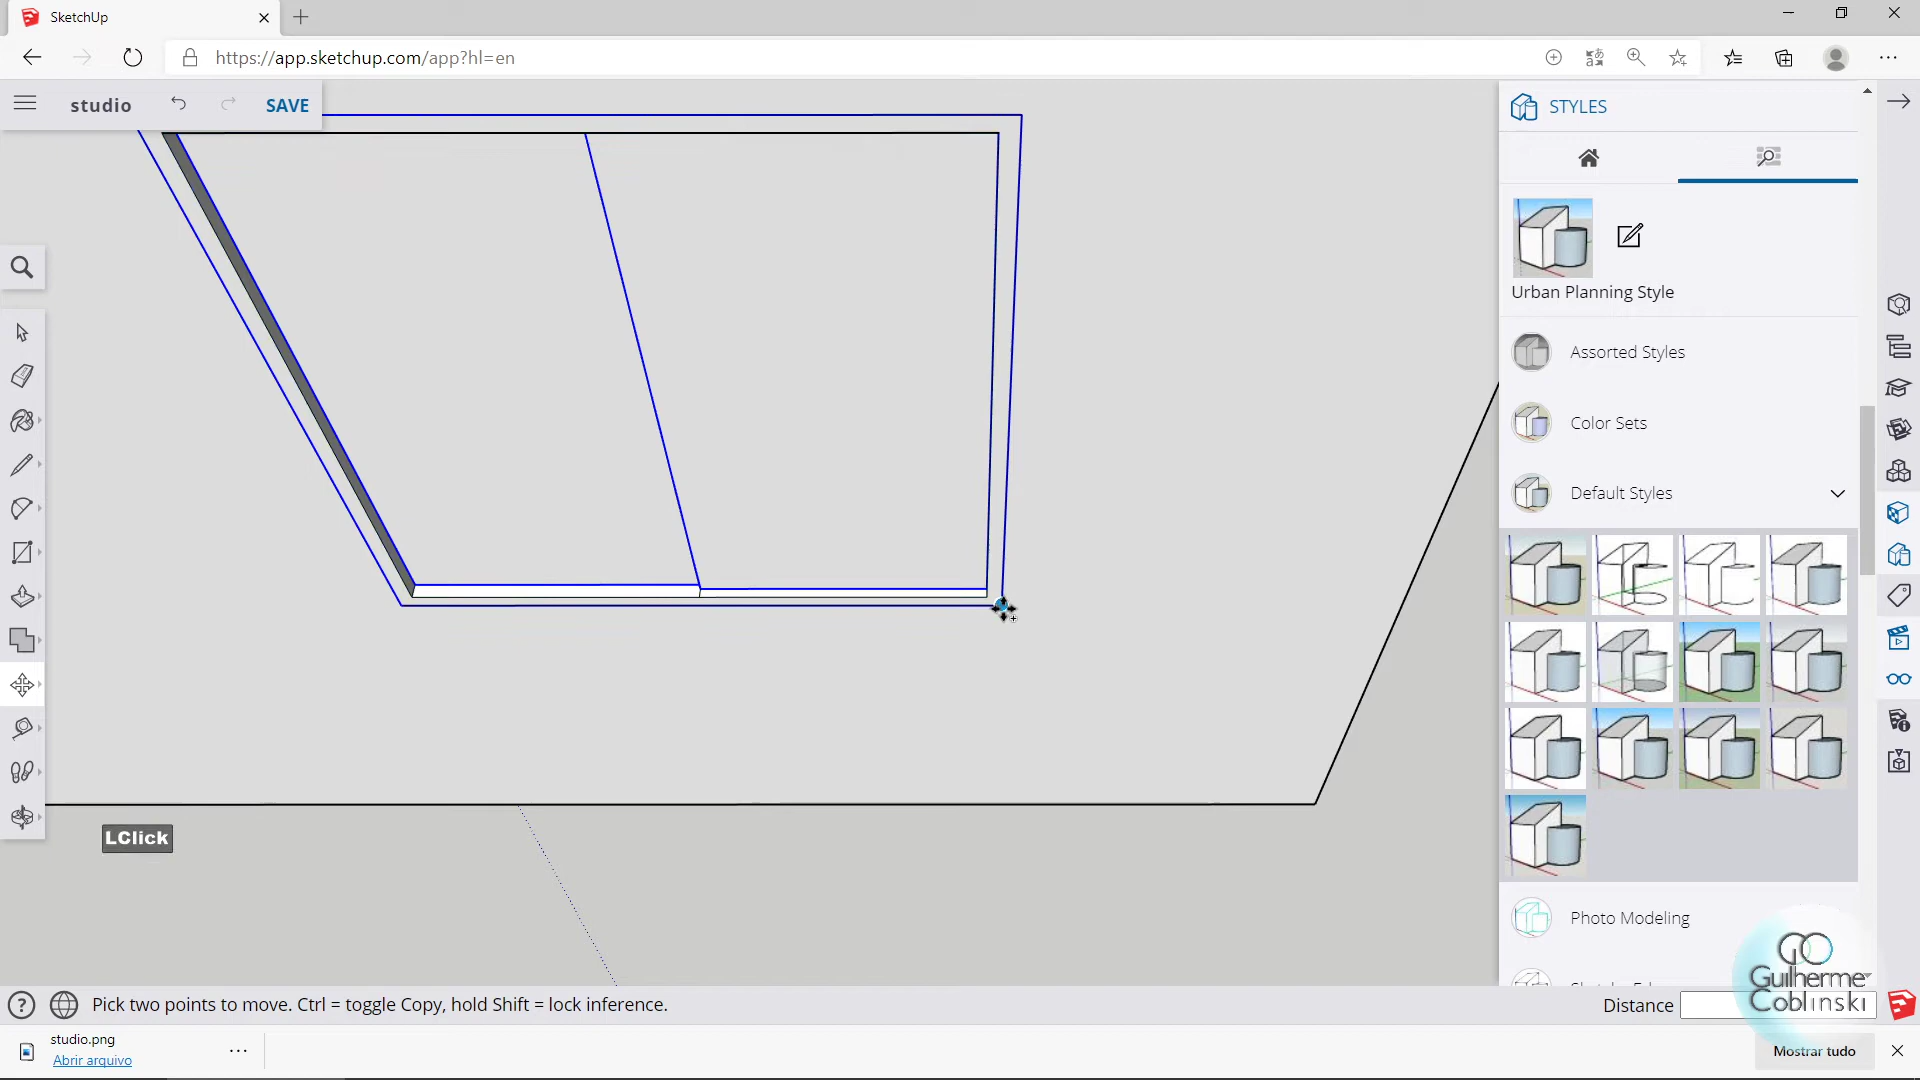 SketchUp
https://app.sketchup.com/app?hl=en
studio
SAVE
STYLES
Urban Planning Style
Assorted Styles
Color Sets
Default Styles
Photo Modeling
LClick
Pick two points to move. Ctrl = toggle Copy, hold Shift = lock inference.
Distance
GC
Guilherme
Coblinski
studio.png
Abrir arquivo
Mostrar tudo